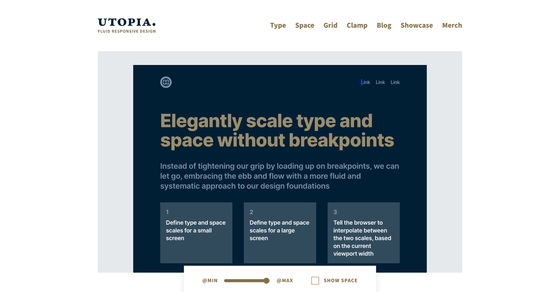 UTOPIA.
FLUID RESPONSIVE DESIGN
Type Space Grid Clamp Blog Showcase Merch
Link Link Link
Elegantly scale type and
space without breakpoints
Instead of tightening our grip by loading up on breakpoints, we can
let go, embracing the ebb and flow with a more fluid and
systematic approach to our design foundations
1
Define type and space
scales for a small
screen
2
Define type and space
scales for a large
screen
3
Tell the browser to
interpolate between
the two scales, based
on the current
viewport width
@MIN @MAX SHOW SPACE